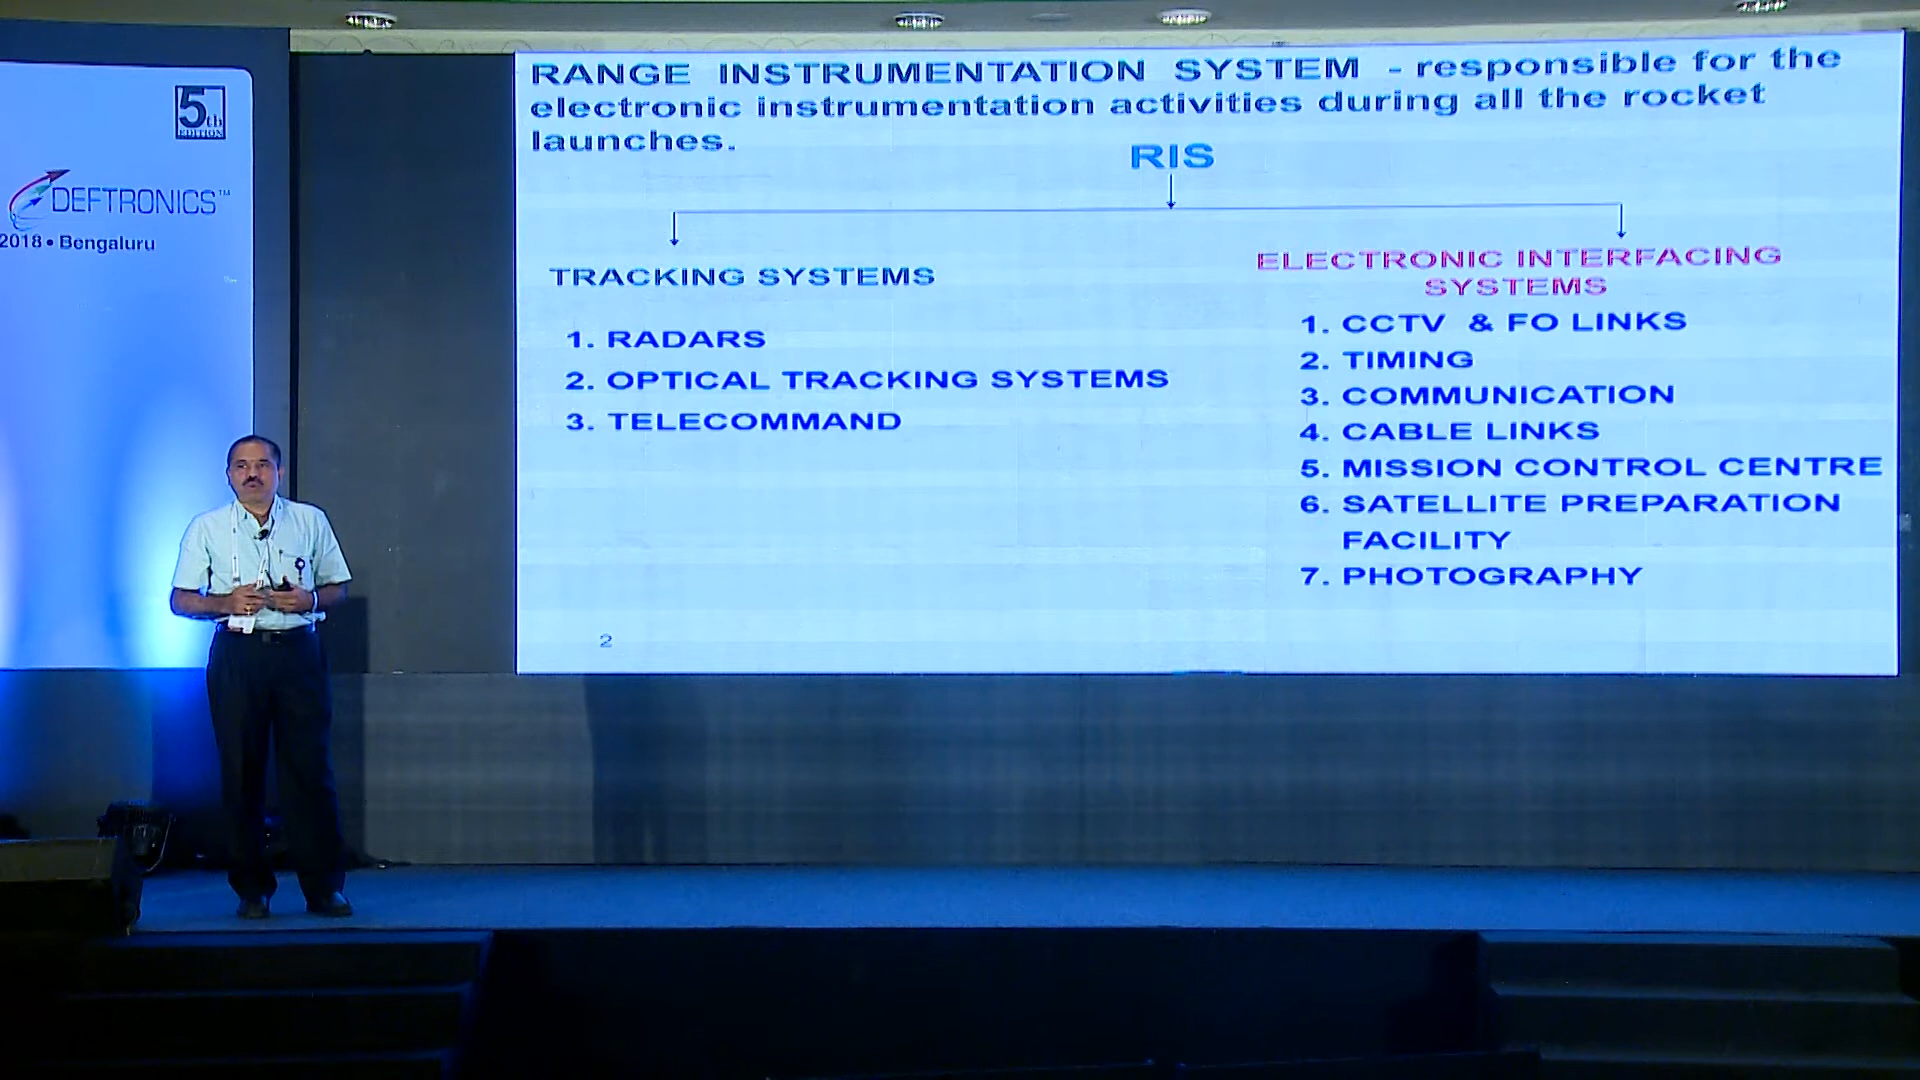 5th
EDITION
DEFTRONICS™
2018 • Bengaluru
RANGE INSTRUMENTATION SYSTEM - responsible for the
electronic instrumentation activities during all the rocket
launches.
RIS
TRACKING SYSTEMS
1. RADARS
2. OPTICAL TRACKING SYSTEMS
3. TELECOMMAND
ELECTRONIC INTERFACING
SYSTEMS
1. CCTV & FO LINKS
2. TIMING
3. COMMUNICATION
4. CABLE LINKS
5. MISSION CONTROL CENTRE
6. SATELLITE PREPARATION
FACILITY
7. PHOTOGRAPHY
2